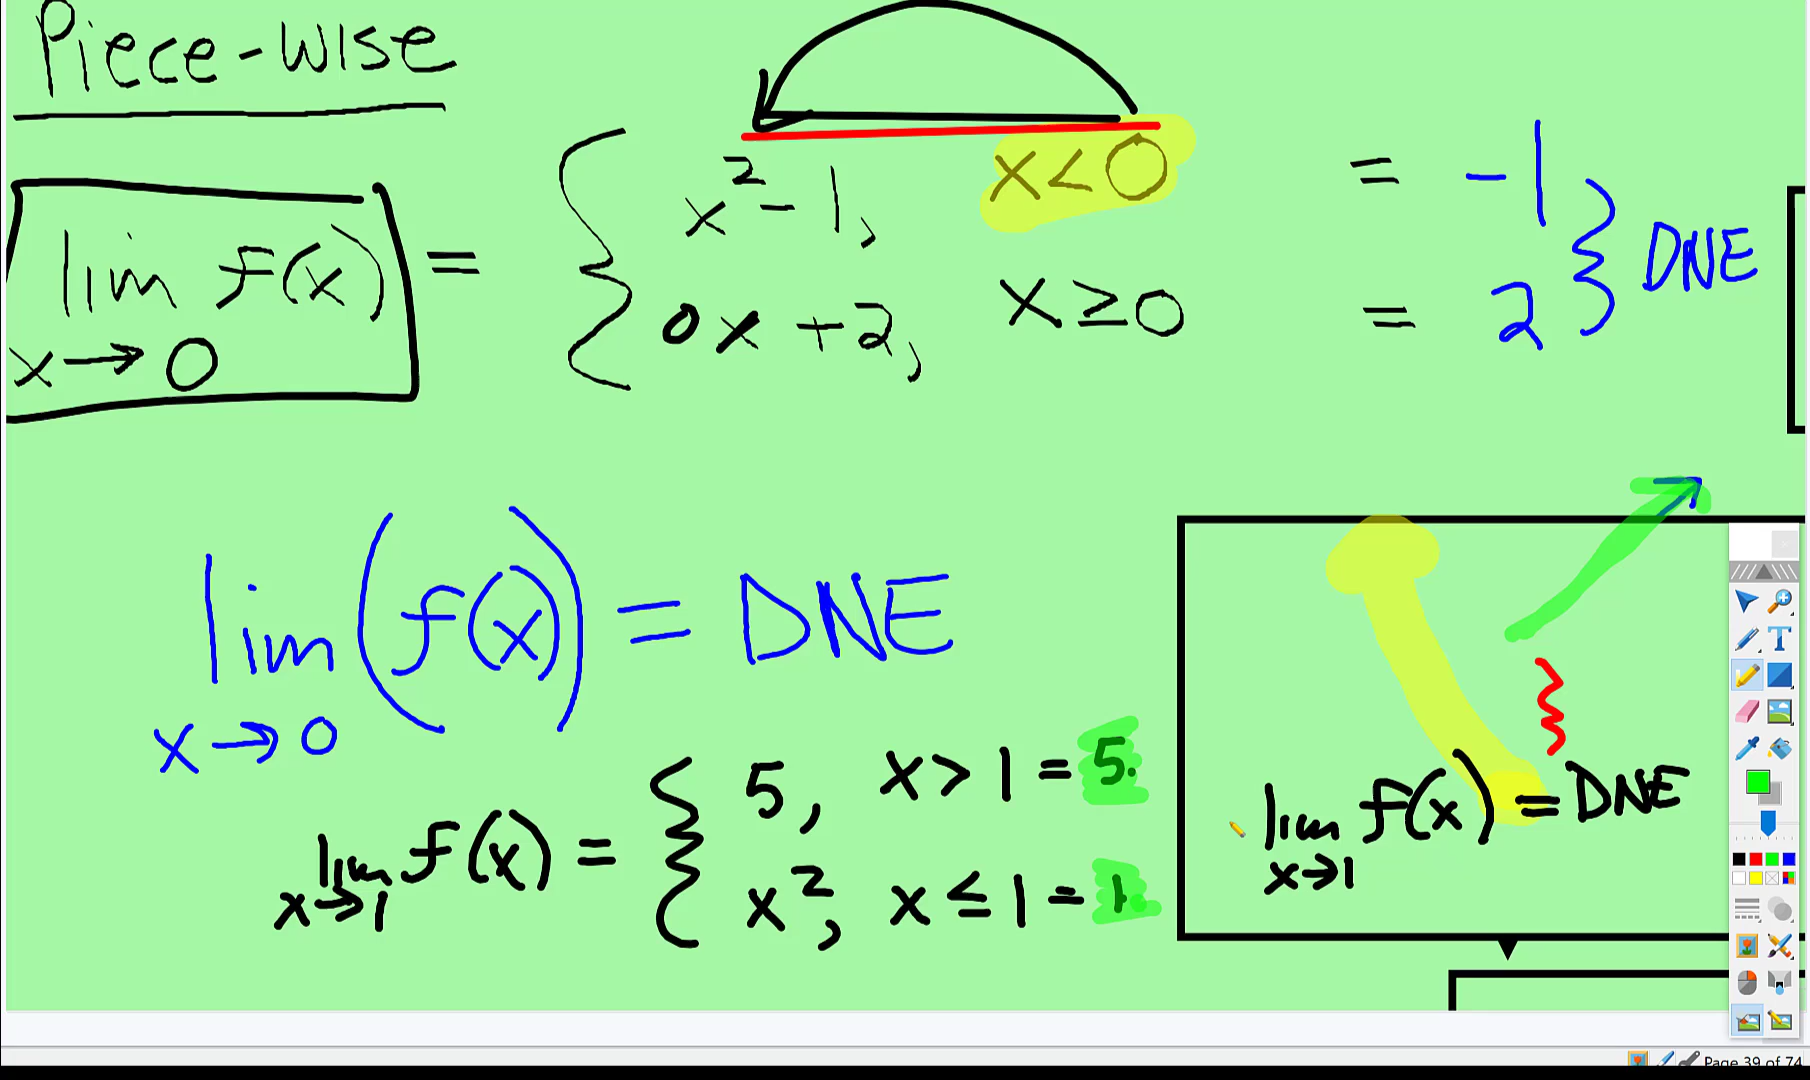 Piece-wise
lim f(x) = { x²-1, x<0 = -1
x→0 0x+2, x≥0 = 2 } DNE
lim (f(x)) = DNE
x→0
lim f(x) = { 5, x>1 = 5.
x→1 x², x≤1 = 1.
lim f(x) = DNE
x→1
Page 39 of 74